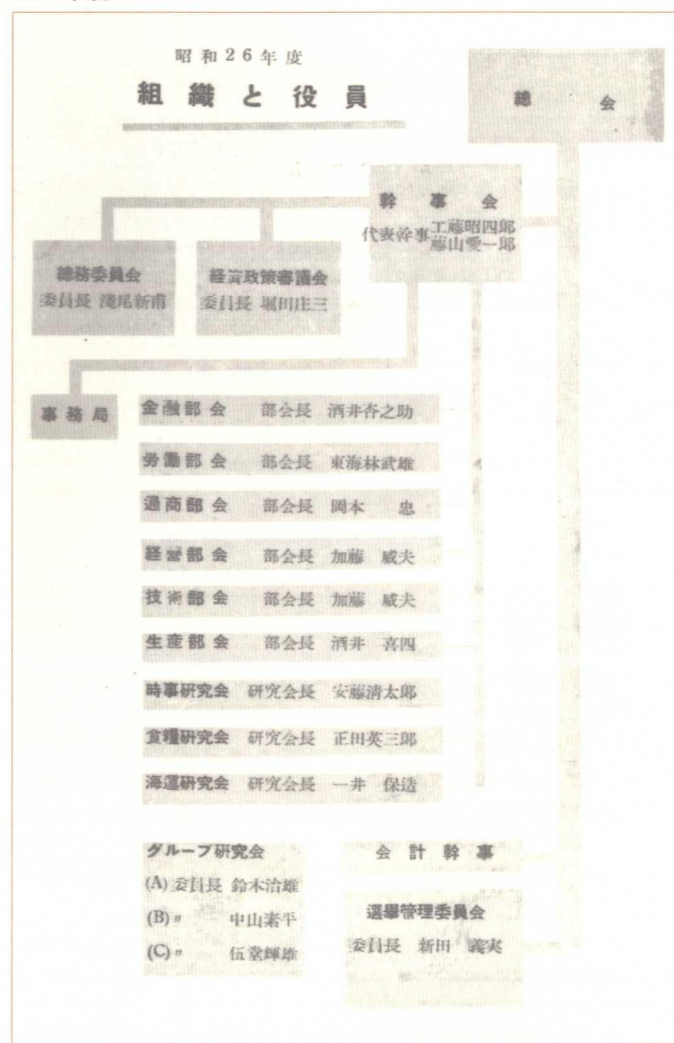 昭和26年度
組織と役員
總会
幹事会
代表幹事 工藤昭四郎
藤山愛一郎
總務委員会
委員長 淺尾新甫
経済政策審議会
委員長 堀田庄三
事務局
金融部会 部会長 酒井杏之助
労働部会 部会長 東海林武雄
通商部会 部会長 岡本 忠
経営部会 部会長 加藤 威夫
技術部会 部会長 加藤 威夫
生産部会 部会長 酒井 喜四
時事研究会 研究会長 安藤清太郎
食糧研究会 研究会長 正田英三郎
海運研究会 研究会長 一井 保造
グループ研究会
(A) 委員長 鈴木治雄
(B) 〃 中山素平
(C) 〃 伍堂輝雄
会計幹事
選擧管理委員会
委員長 新田 義実